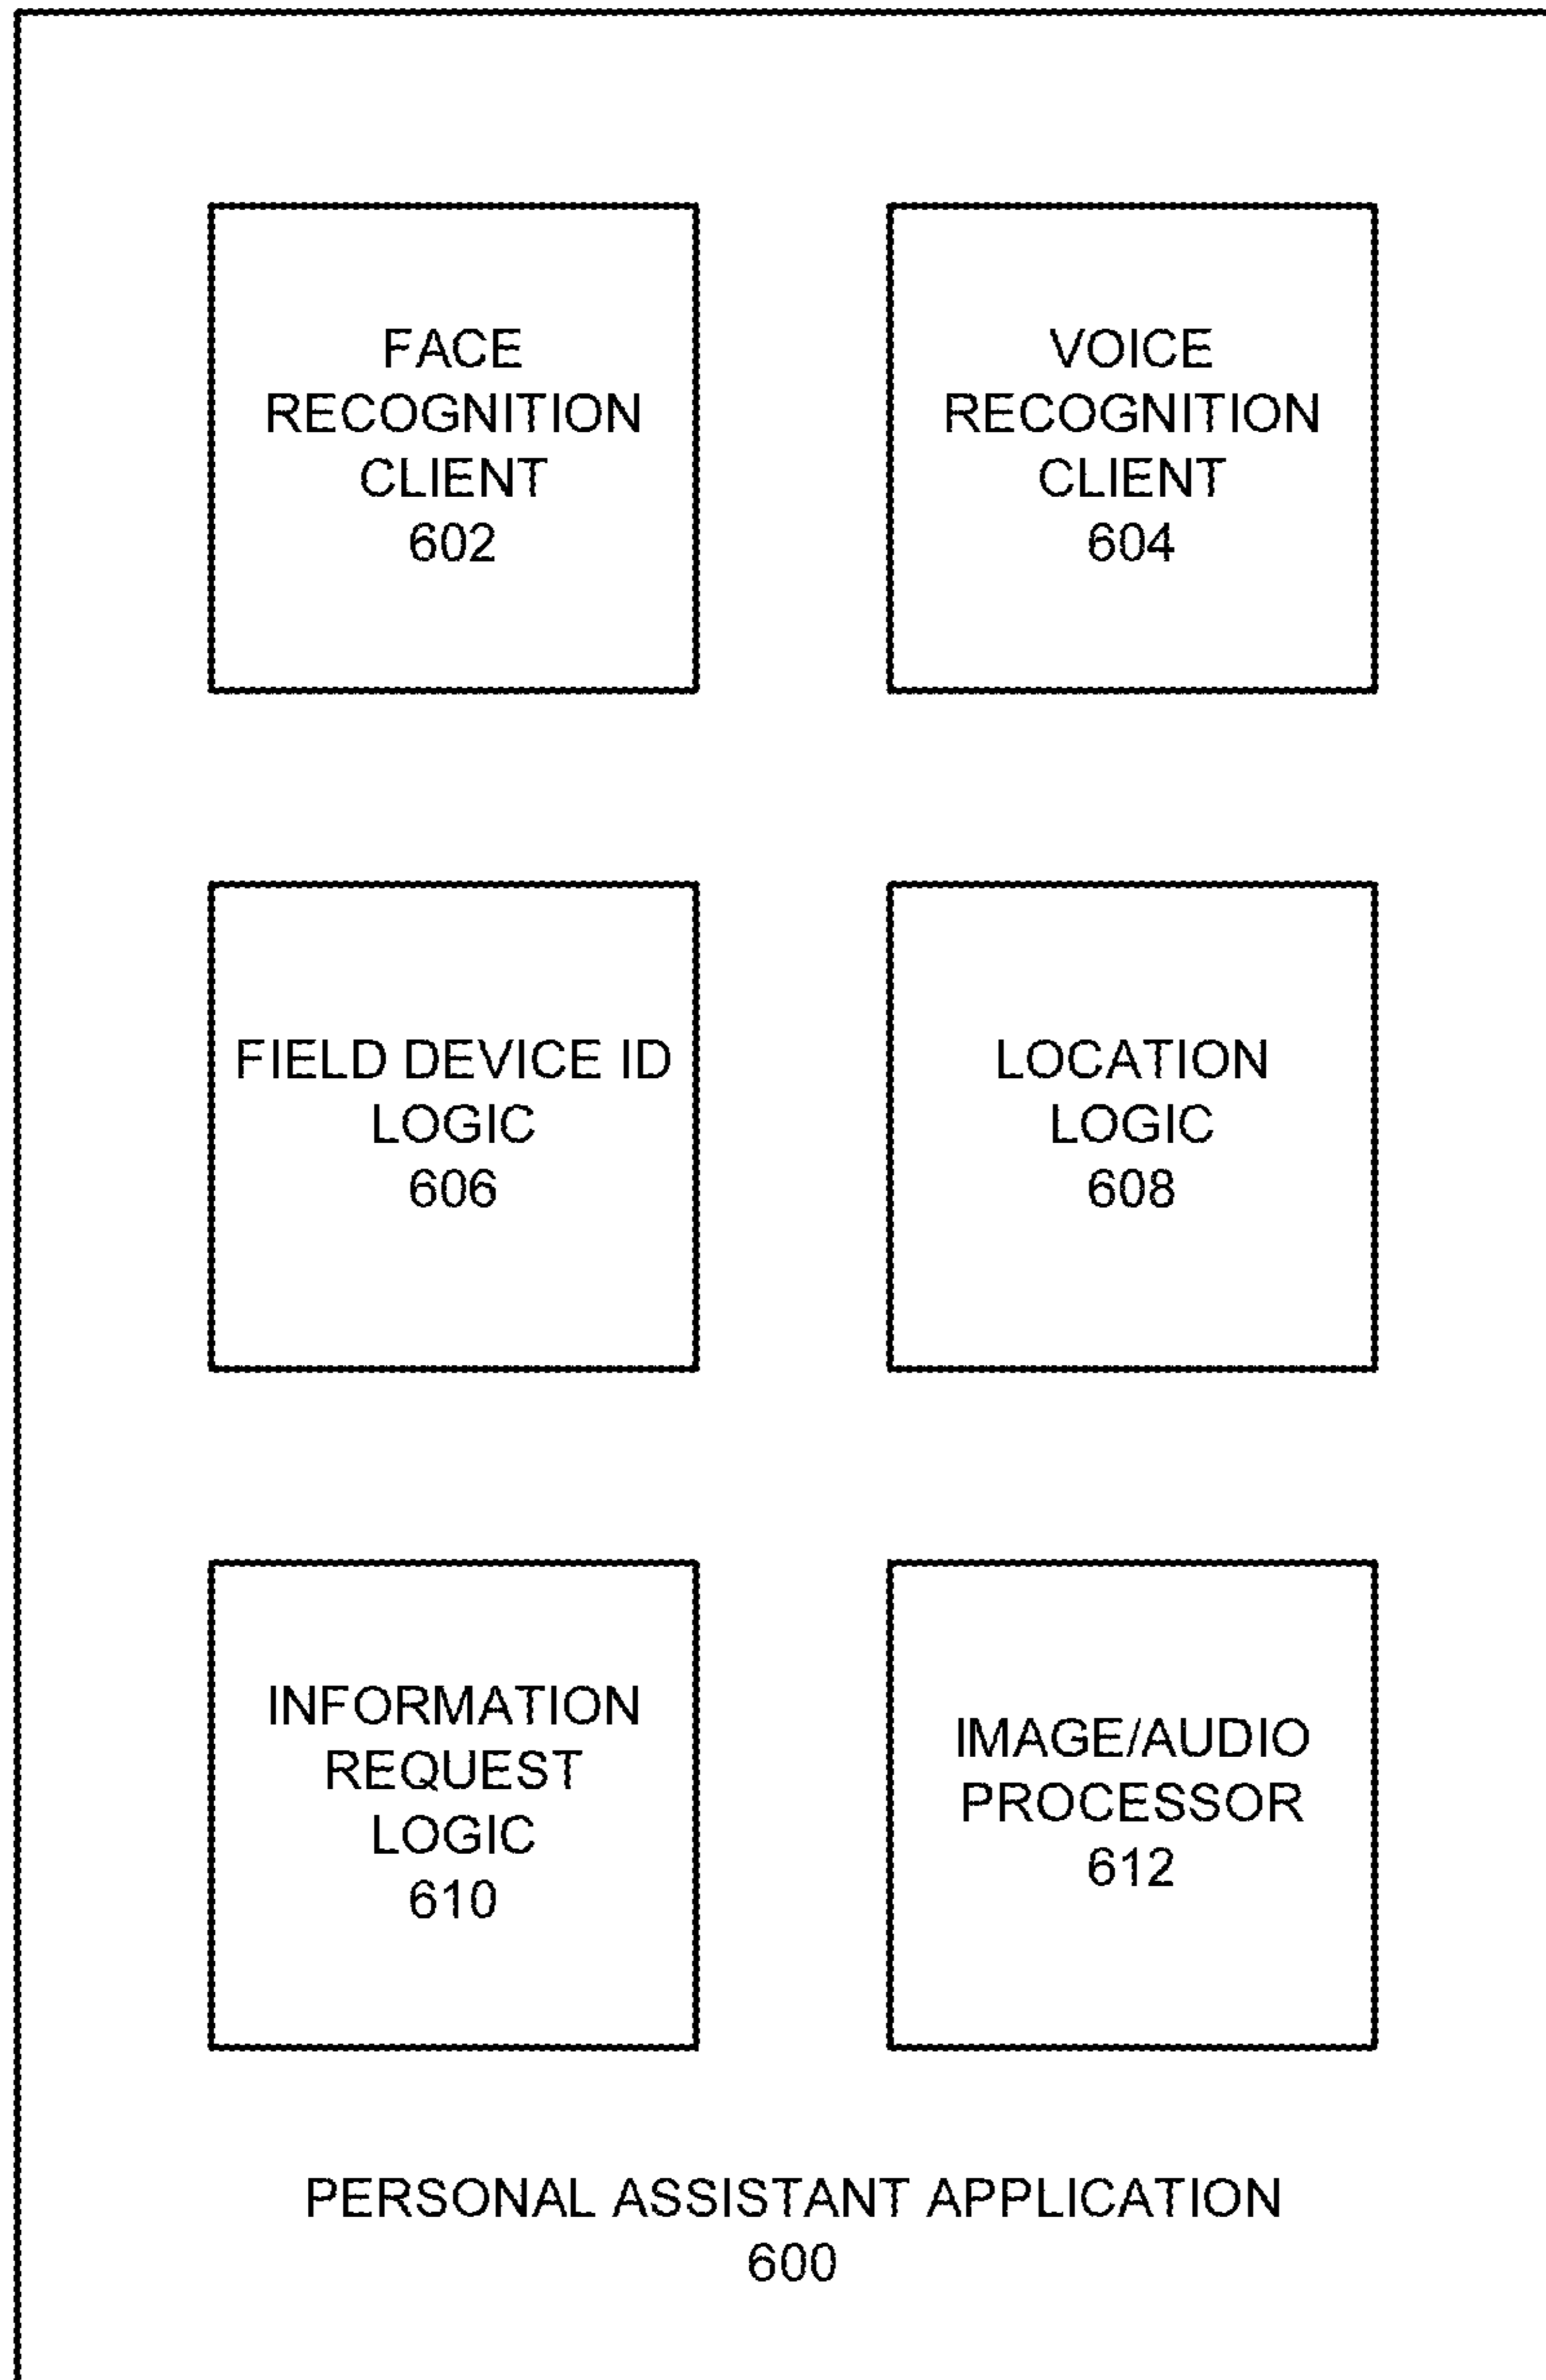 FACE
RECOGNITION
CLIENT
602
VOICE
RECOGNITION
CLIENT
604
FIELD DEVICE ID
LOGIC
606
LOCATION
LOGIC
608
INFORMATION
REQUEST
LOGIC
610
IMAGE/AUDIO
PROCESSOR
612
PERSONAL ASSISTANT APPLICATION
600